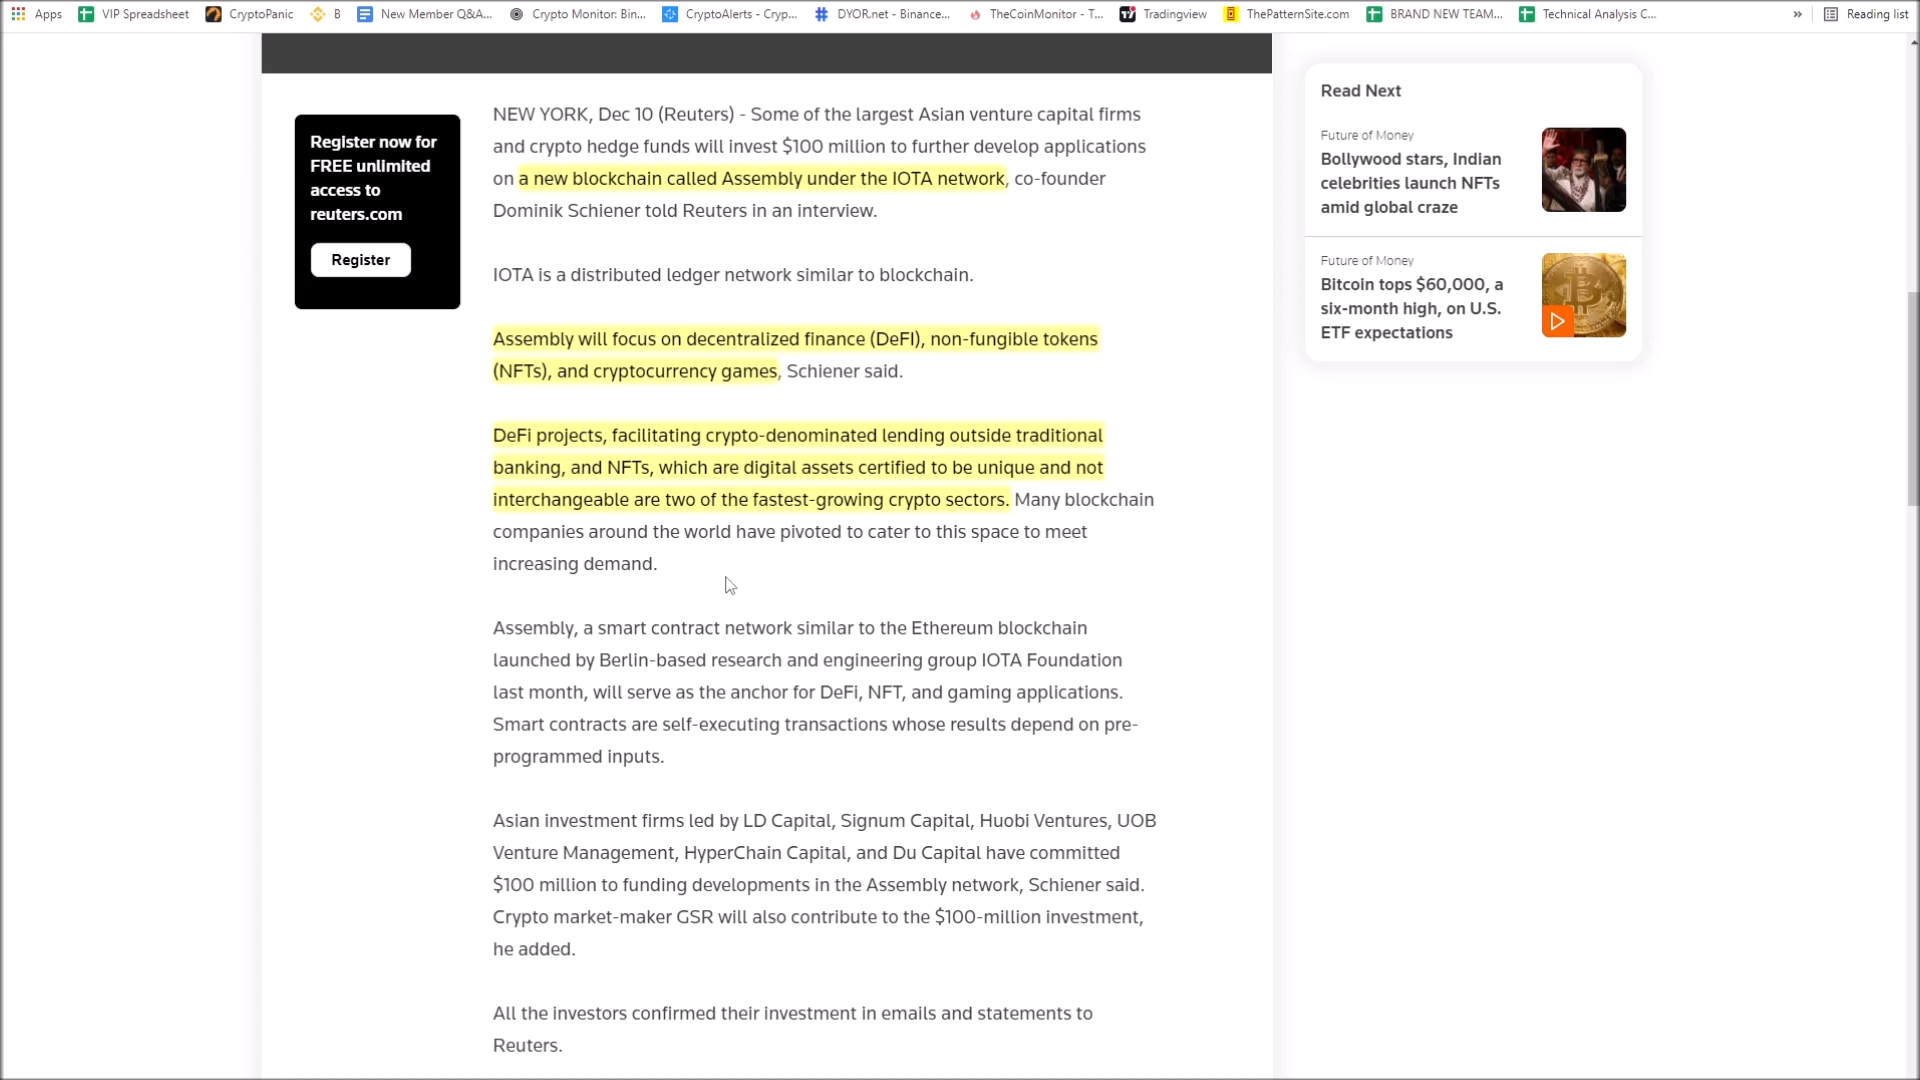 Apps VIP Spreadsheet CryptoPanic B New Member Q&A... Crypto Monitor: Bin... CryptoAlerts - Cryp... DYOR.net - Binance... TheCoinMonitor - T... Tradingview ThePatternSite.com BRAND NEW TEAM... Technical Analysis C... » Reading list
Register now for
FREE unlimited
access to
reuters.com
Register
NEW YORK, Dec 10 (Reuters) - Some of the largest Asian venture capital firms
and crypto hedge funds will invest $100 million to further develop applications
on a new blockchain called Assembly under the IOTA network, co-founder
Dominik Schiener told Reuters in an interview.
IOTA is a distributed ledger network similar to blockchain.
Assembly will focus on decentralized finance (DeFI), non-fungible tokens
(NFTs), and cryptocurrency games, Schiener said.
DeFi projects, facilitating crypto-denominated lending outside traditional
banking, and NFTs, which are digital assets certified to be unique and not
interchangeable are two of the fastest-growing crypto sectors. Many blockchain
companies around the world have pivoted to cater to this space to meet
increasing demand.
Assembly, a smart contract network similar to the Ethereum blockchain
launched by Berlin-based research and engineering group IOTA Foundation
last month, will serve as the anchor for DeFi, NFT, and gaming applications.
Smart contracts are self-executing transactions whose results depend on pre-
programmed inputs.
Asian investment firms led by LD Capital, Signum Capital, Huobi Ventures, UOB
Venture Management, HyperChain Capital, and Du Capital have committed
$100 million to funding developments in the Assembly network, Schiener said.
Crypto market-maker GSR will also contribute to the $100-million investment,
he added.
All the investors confirmed their investment in emails and statements to
Reuters.
Read Next
Future of Money
Bollywood stars, Indian
celebrities launch NFTs
amid global craze
Future of Money
Bitcoin tops $60,000, a
six-month high, on U.S.
ETF expectations